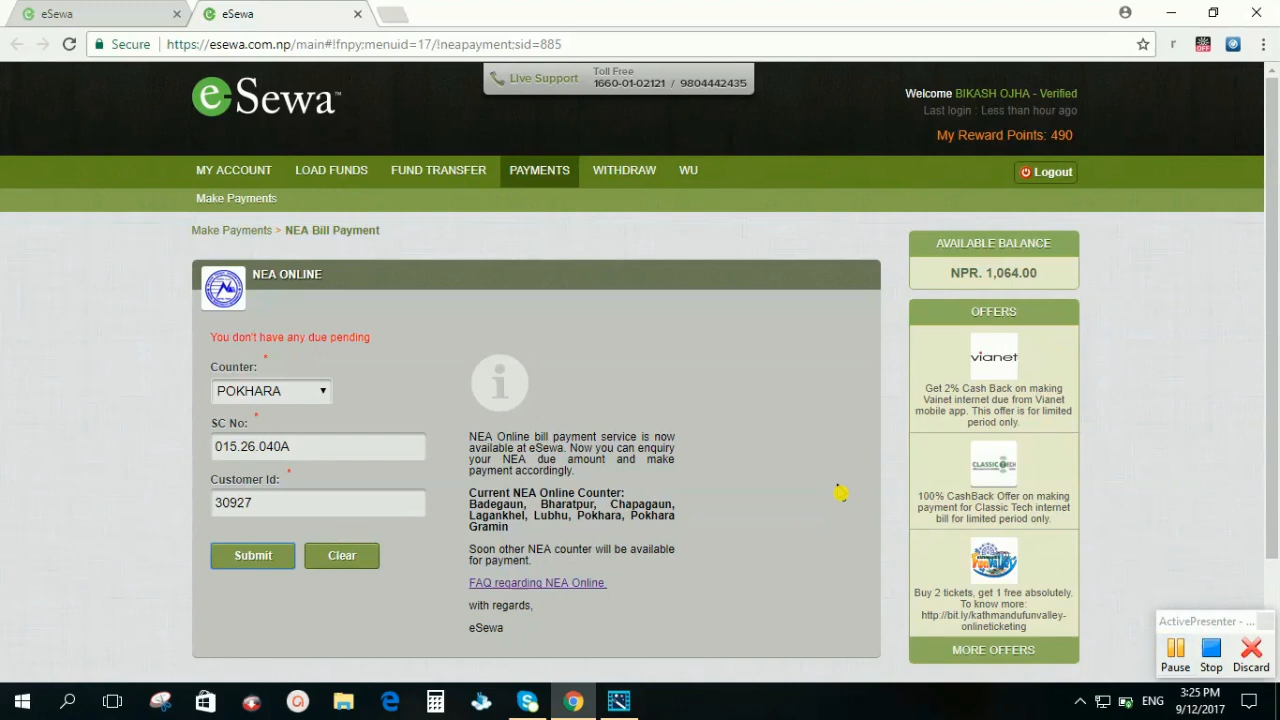 eSewa
eSewa
Secure
https://esewa.com.np/main#!fnpy;menuid=17/!neapayment;sid=885
OFF
eSewa™
Live Support
Toll Free
1660-01-02121 / 9804442435
Welcome BIKASH OJHA - Verified
Last login : Less than hour ago
My Reward Points: 490
MY ACCOUNT LOAD FUNDS FUND TRANSFER PAYMENTS WITHDRAW WU
Logout
Make Payments
Make Payments > NEA Bill Payment
NEA ONLINE
You don't have any due pending
Counter: *
POKHARA
SC No: *
015.26.040A
Customer Id: *
30927
Submit Clear
NEA Online bill payment service is now
available at eSewa. Now you can enquiry
your NEA due amount and make
payment accordingly.
Current NEA Online Counter:
Badegaun, Bharatpur, Chapagaun,
Lagankhel, Lubhu, Pokhara, Pokhara
Gramin
Soon other NEA counter will be available
for payment.
FAQ regarding NEA Online.
with regards,
eSewa
AVAILABLE BALANCE
NPR. 1,064.00
OFFERS
vianet
Get 2% Cash Back on making
Vainet internet due from Vianet
mobile app. This offer is for limited
period only.
CLASSIC TECH
100% CashBack Offer on making
payment for Classic Tech internet
bill for limited period only.
FunValley
Buy 2 tickets, get 1 free absolutely.
To know more:
http://bit.ly/kathmandufunvalley-
onlineticketing
MORE OFFERS
ActivePresenter - ...
Pause Stop Discard
ENG
3:25 PM
9/12/2017